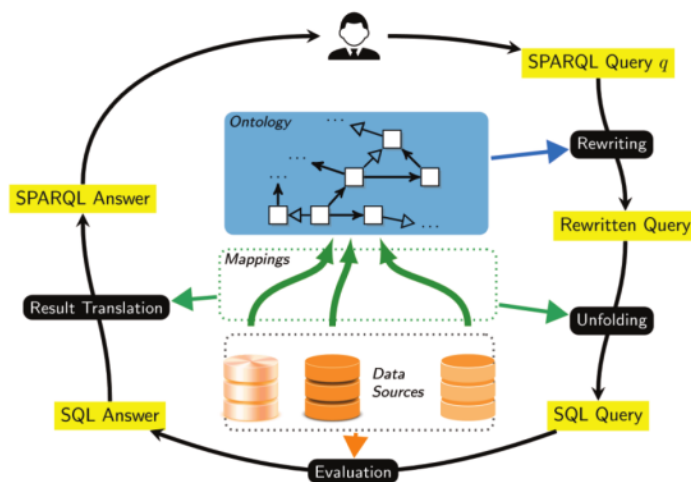 SPARQL Query q
Ontology
Rewriting
SPARQL Answer
Rewritten Query
Mappings
Result Translation
Unfolding
Data
Sources
SQL Answer
SQL Query
Evaluation